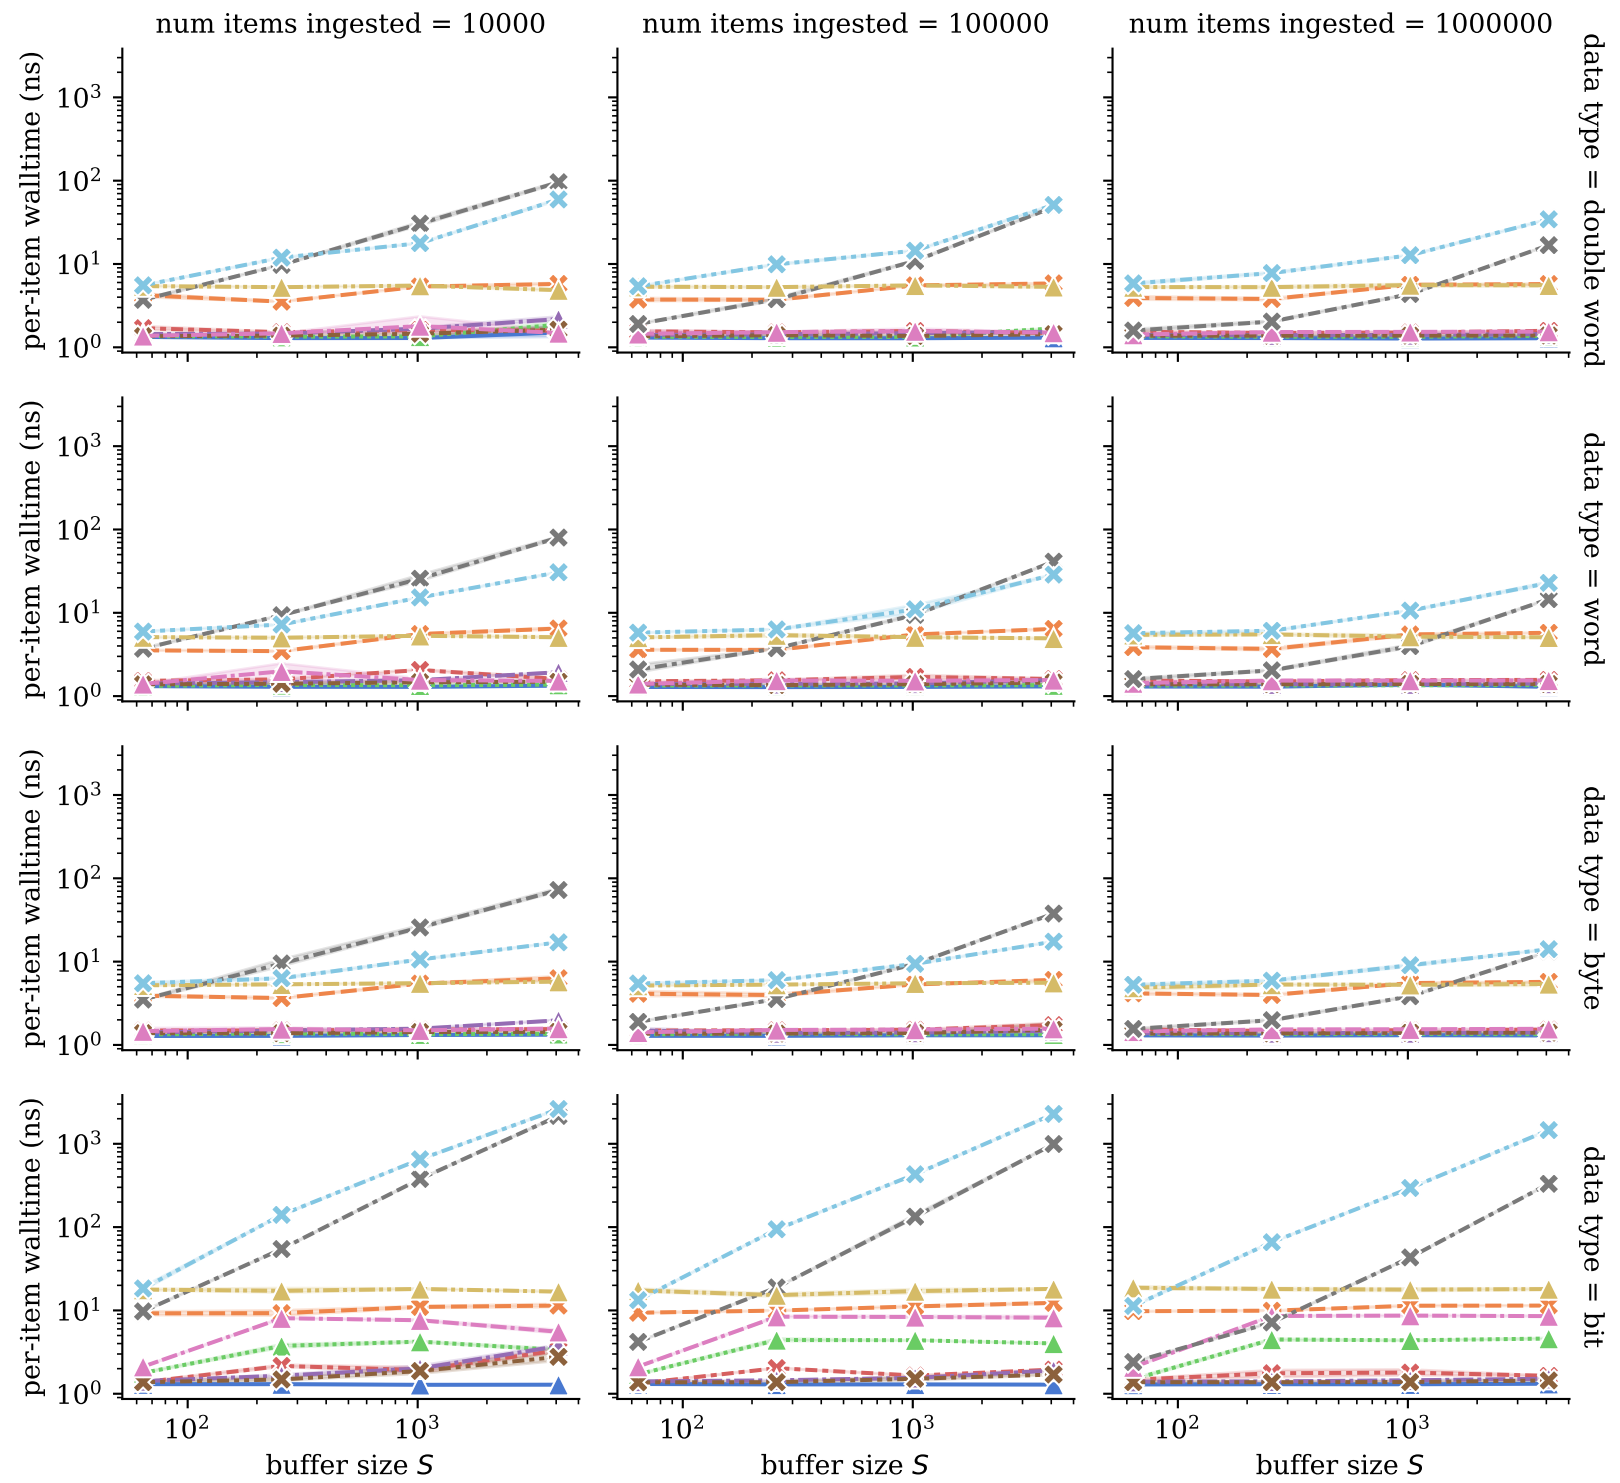 num items ingested = 10000
num items ingested = 100000
num items ingested = 1000000
per-item walltime (ns)
10³
10²
10¹
10⁰
data type = double word
per-item walltime (ns)
10³
10²
10¹
10⁰
data type = word
per-item walltime (ns)
10³
10²
10¹
10⁰
data type = byte
per-item walltime (ns)
10³
10²
10¹
10⁰
data type = bit
10² 10³
10² 10³
10² 10³
buffer size S
buffer size S
buffer size S